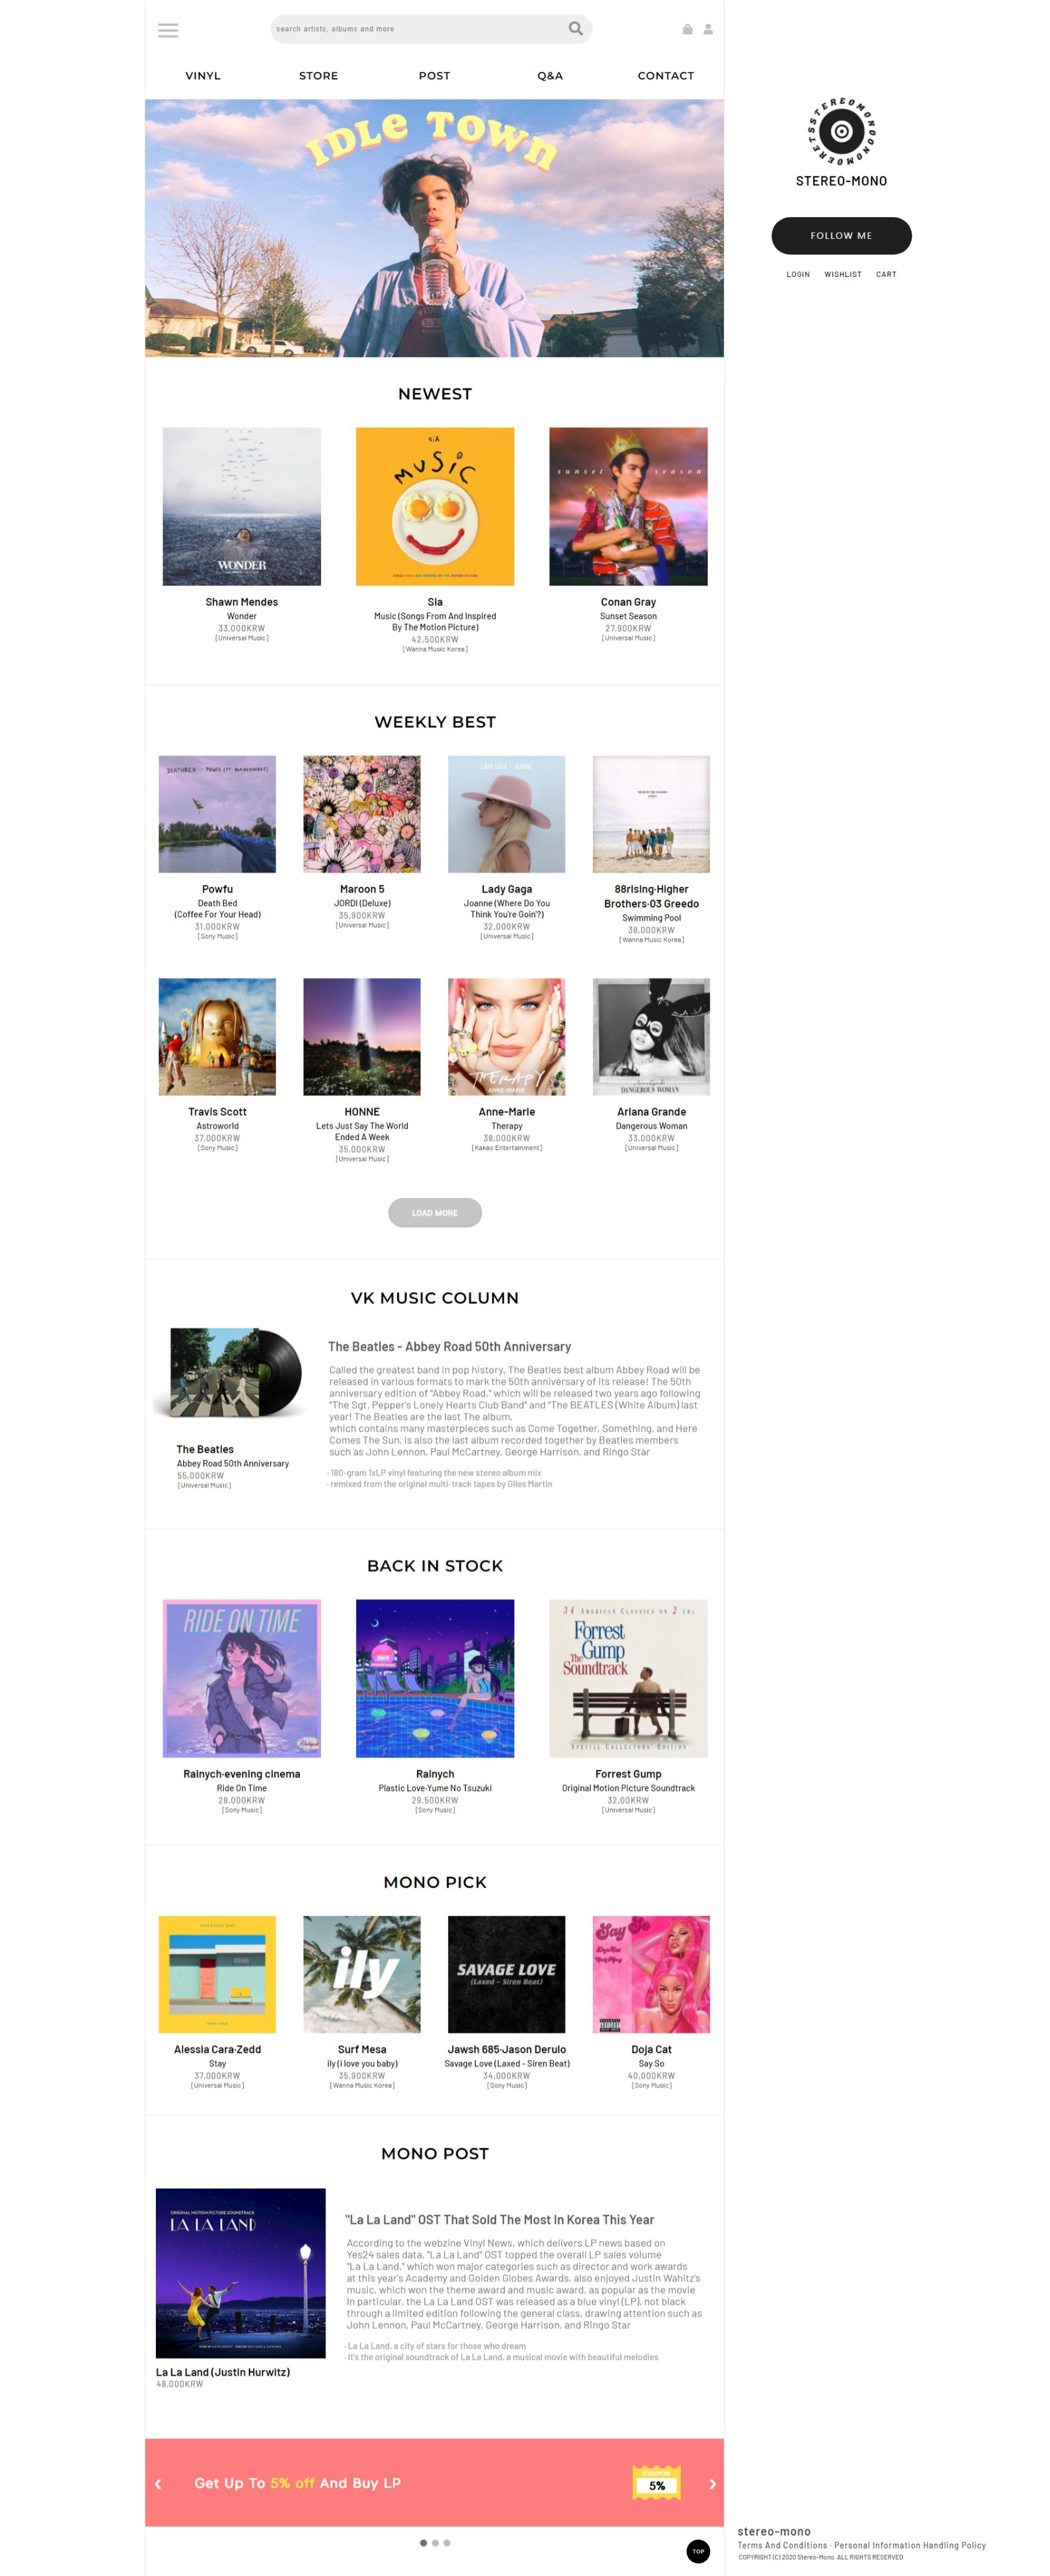 search artists, albums and more
VINYL STORE POST Q&A CONTACT
IDLE TOWN
STEREOMONO
STEREO-MONO
FOLLOW ME
LOGIN WISHLIST CART
NEWEST
SIA
MUSIC
sunset season
WONDER
Shawn Mendes
Wonder
33,000KRW
[Universal Music]
Sia
Music (Songs From And Inspired
By The Motion Picture)
42,500KRW
[Wanna Music Korea]
Conan Gray
Sunset Season
27,900KRW
[Universal Music]
WEEKLY BEST
LADY GAGA JOANNE
Powfu
Death Bed
(Coffee For Your Head)
31,000KRW
[Sony Music]
Maroon 5
JORDI (Deluxe)
35,900KRW
[Universal Music]
Lady Gaga
Joanne (Where Do You
Think You're Goin'?)
32,000KRW
[Universal Music]
88rising·Higher
Brothers·03 Greedo
Swimming Pool
38,000KRW
[Wanna Music Korea]
THERAPY
ANNE-MARIE
DANGEROUS WOMAN
Travis Scott
Astroworld
37,000KRW
[Sony Music]
HONNE
Lets Just Say The World
Ended A Week
35,000KRW
[Universal Music]
Anne-Marie
Therapy
38,000KRW
[Kakao Entertainment]
Ariana Grande
Dangerous Woman
33,000KRW
[Universal Music]
LOAD MORE
VK MUSIC COLUMN
The Beatles - Abbey Road 50th Anniversary
Called the greatest band in pop history, The Beatles best album Abbey Road will be
released in various formats to mark the 50th anniversary of its release! The 50th
anniversary edition of "Abbey Road," which will be released two years ago following
"The Sgt. Pepper's Lonely Hearts Club Band" and "The BEATLES (White Album) last
year! The Beatles are the last The album,
which contains many masterpieces such as Come Together, Something, and Here
Comes The Sun, is also the last album recorded together by Beatles members
such as John Lennon, Paul McCartney, George Harrison, and Ringo Star
· 180-gram 1xLP vinyl featuring the new stereo album mix
· remixed from the original multi-track tapes by Giles Martin
The Beatles
Abbey Road 50th Anniversary
55,000KRW
[Universal Music]
BACK IN STOCK
RIDE ON TIME
34 AMERICAN CLASSICS ON 2 CDs
Forrest
Gump
The
Soundtrack
SPECIAL COLLECTORS' EDITION
Rainych·evening cinema
Ride On Time
28,000KRW
[Sony Music]
Rainych
Plastic Love·Yume No Tsuzuki
29,500KRW
[Sony Music]
Forrest Gump
Original Motion Picture Soundtrack
32,00KRW
[Universal Music]
MONO PICK
ily
SAVAGE LOVE
(Laxed – Siren Beat)
Say So
Alessia Cara·Zedd
Stay
37,000KRW
[Universal Music]
Surf Mesa
ily (i love you baby)
35,900KRW
[Wanna Music Korea]
Jawsh 685·Jason Derulo
Savage Love (Laxed - Siren Beat)
34,000KRW
[Sony Music]
Doja Cat
Say So
40,000KRW
[Sony Music]
MONO POST
ORIGINAL MOTION PICTURE SOUNDTRACK
LA LA LAND
"La La Land" OST That Sold The Most In Korea This Year
According to the webzine Vinyl News, which delivers LP news based on
Yes24 sales data, "La La Land" OST topped the overall LP sales volume
"La La Land," which won major categories such as director and work awards
at this year's Academy and Golden Globes Awards, also enjoyed Justin Wahitz's
music, which won the theme award and music award, as popular as the movie
In particular, the La La Land OST was released as a blue vinyl (LP), not black
through a limited edition following the general class, drawing attention such as
John Lennon, Paul McCartney, George Harrison, and Ringo Star
· La La Land, a city of stars for those who dream
· It's the original soundtrack of La La Land, a musical movie with beautiful melodies
La La Land (Justin Hurwitz)
48,000KRW
Get Up To 5% off And Buy LP
COUPON
5%
TOP
stereo-mono
Terms And Conditions · Personal Information Handling Policy
COPYRIGHT (C) 2020 Stereo-Mono. ALL RIGHTS RESERVED